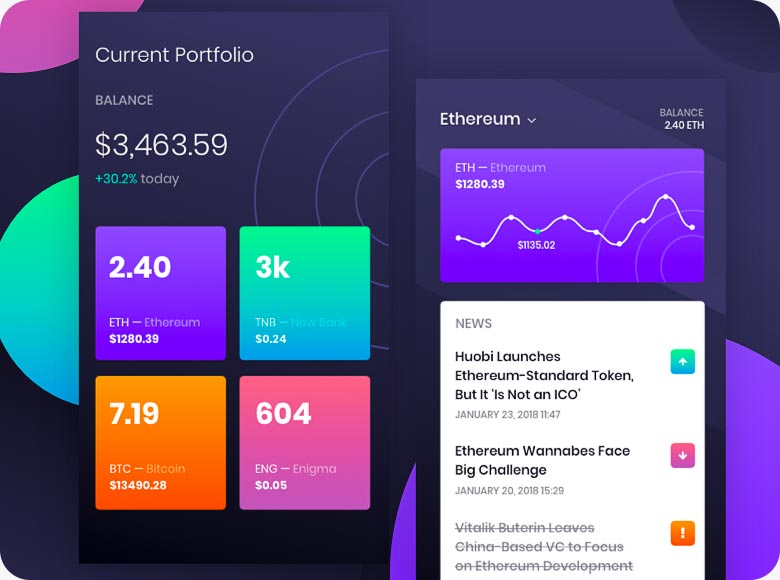 Current Portfolio
BALANCE
$3,463.59
+30.2% today
2.40
ETH — Ethereum
$1280.39
3k
TNB — New Bank
$0.24
7.19
BTC — Bitcoin
$13490.28
604
ENG — Enigma
$0.05
Ethereum
BALANCE
2.40 ETH
ETH — Ethereum
$1280.39
$1135.02
NEWS
Huobi Launches
Ethereum-Standard Token,
But It ‘Is Not an ICO’
JANUARY 23, 2018 11:47
Ethereum Wannabes Face
Big Challenge
JANUARY 20, 2018 15:29
Vitalik Buterin Leaves
China-Based VC to Focus
on Ethereum Development